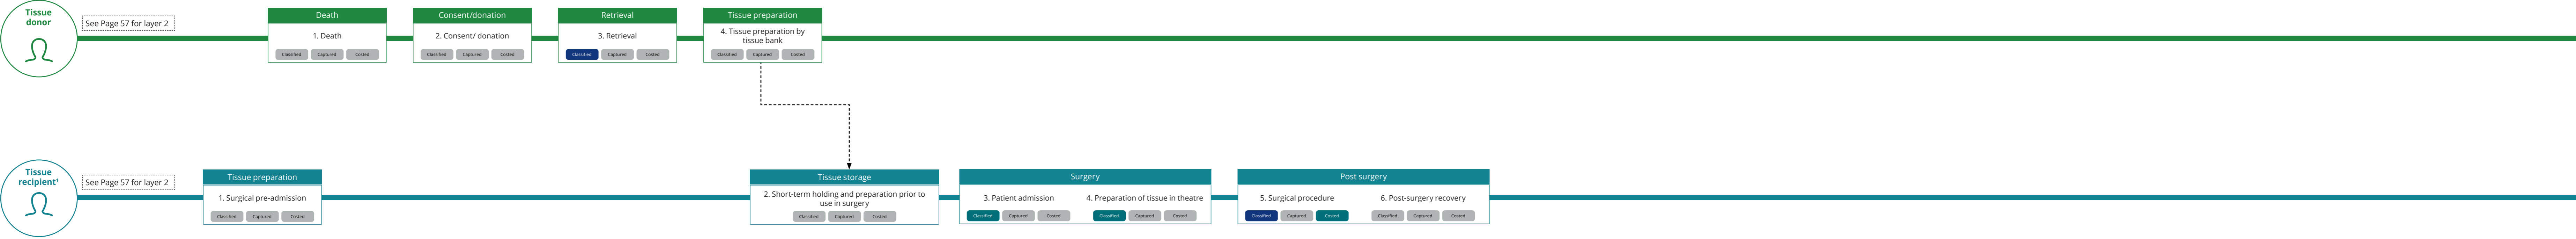 Tissue
donor
See Page 57 for layer 2
Death
1. Death
Classified Captured Costed
Consent/donation
2. Consent/ donation
Classified Captured Costed
Retrieval
3. Retrieval
Classified Captured Costed
Tissue preparation
4. Tissue preparation by
tissue bank
Classified Captured Costed
Tissue
recipient¹
See Page 57 for layer 2
Tissue preparation
1. Surgical pre-admission
Classified Captured Costed
Tissue storage
2. Short-term holding and preparation prior to
use in surgery
Classified Captured Costed
Surgery
3. Patient admission
Classified Captured Costed
4. Preparation of tissue in theatre
Classified Captured Costed
Post surgery
5. Surgical procedure
Classified Captured Costed
6. Post-surgery recovery
Classified Captured Costed